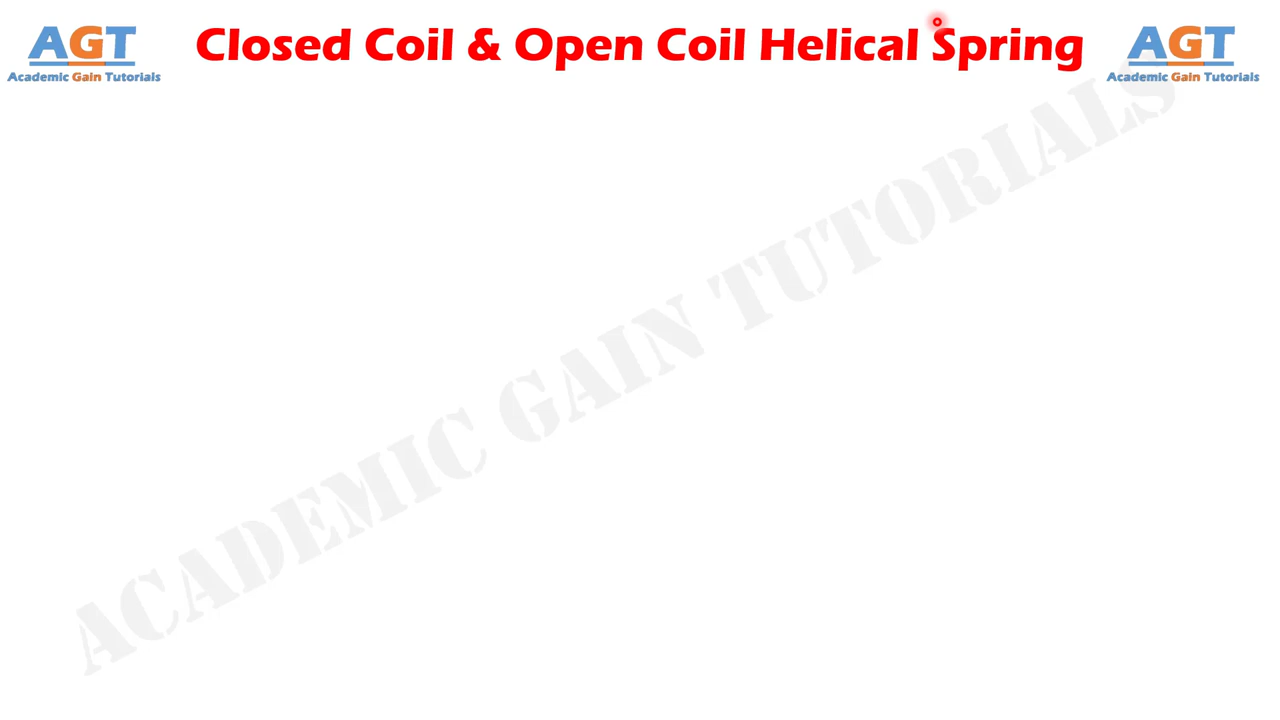 AGT
Academic Gain Tutorials
Closed Coil & Open Coil Helical Spring
AGT
Academic Gain Tutorials
ACADEMIC GAIN TUTORIALS